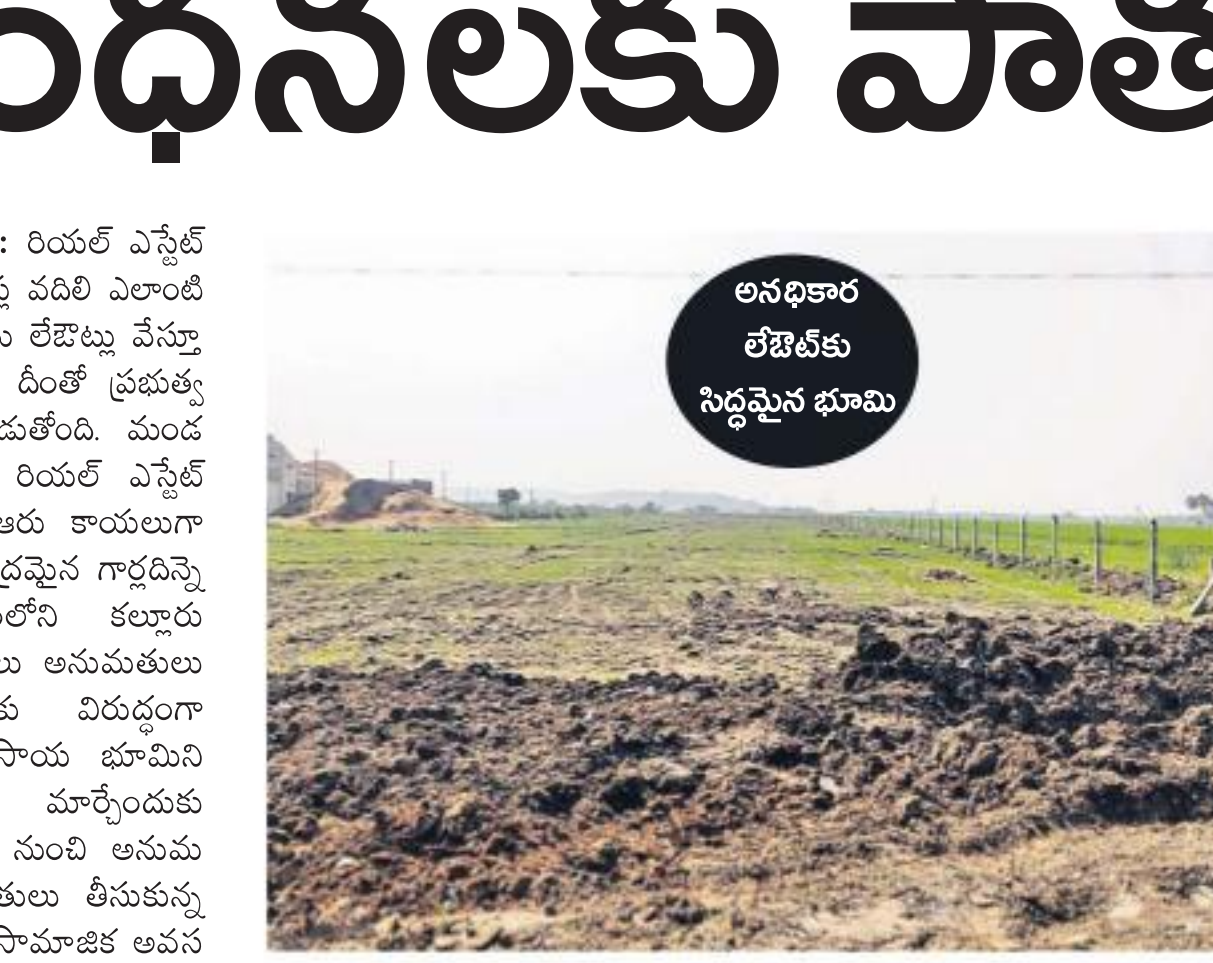 ంధనలకు పాత
: రియల్ ఎస్టేట్
వదిలి ఎలాంటి
లేఔట్లు వేస్తూ
దీంతో ప్రభుత్వ
డుతోంది. మండ
రియల్ ఎస్టేట్
ఆరు కాయలుగా
ద్రమైన గార్లదిన్నె
లోని కల్లూరు
లు అనుమతులు
కు విరుద్ధంగా
సాయ భూమిని
మార్చేందుకు
నుంచి అనుమ
తులు తీసుకున్న
సామాజిక అవస
అనధికార
లేఔట్‌కు
సిద్ధమైన భూమి